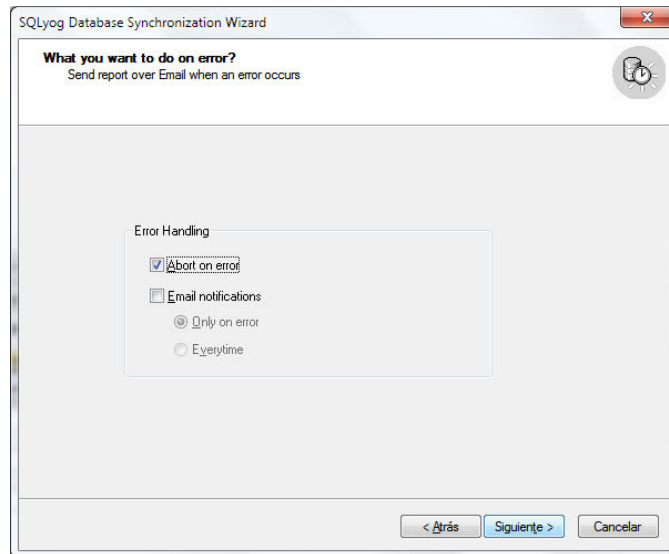 SQLyog Database Synchronization Wizard
What you want to do on error?
Send report over Email when an error occurs
Error Handling
Abort on error
Email notifications
Only on error
Everytime
< Atrás
Siguiente >
Cancelar